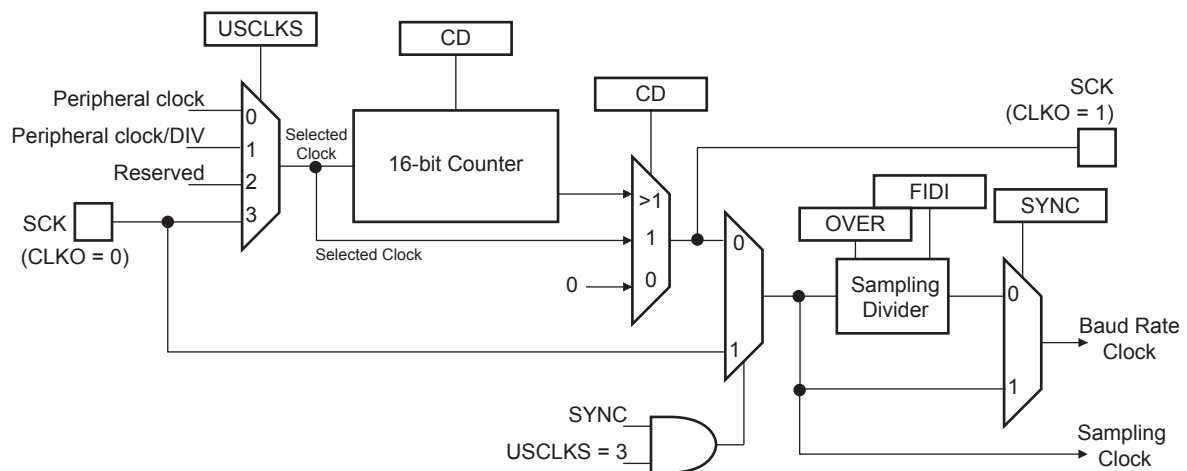 USCLKS
CD
CD
SCK
(CLKO = 1)
Peripheral clock
0
Peripheral clock/DIV
1
Reserved
2
3
Selected
Clock
16-bit Counter
SCK
(CLKO = 0)
Selected Clock
>1
1
0
0
0
1
FIDI
OVER
SYNC
Sampling
Divider
0
1
Baud Rate
Clock
SYNC
USCLKS = 3
Sampling
Clock